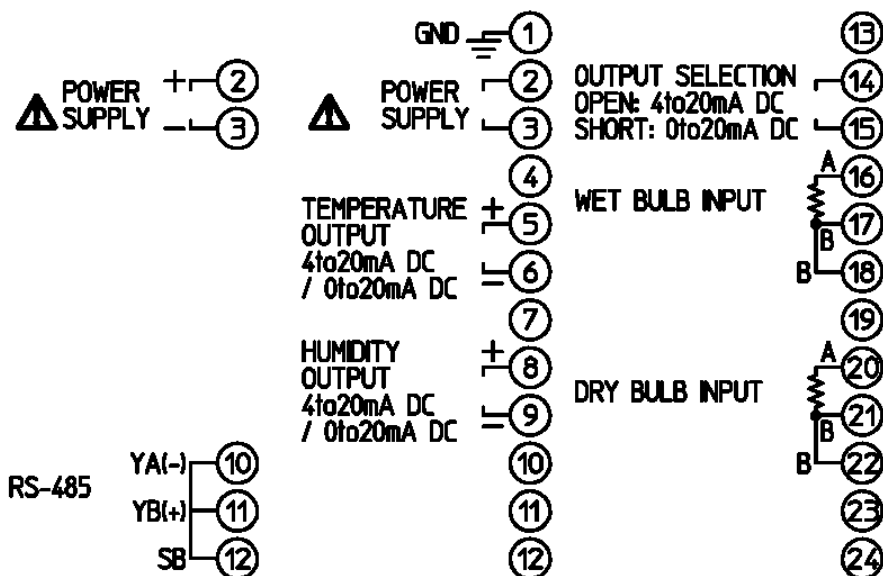 + 2
POWER
SUPPLY
- 3
RS-485
YA(-) 10
YB(+) 11
SB 12
GND 1
2
POWER
SUPPLY
3
4
TEMPERATURE + 5
OUTPUT
4to20mA DC 6
/ 0to20mA DC -
7
HUMIDITY + 8
OUTPUT
4to20mA DC 9
/ 0to20mA DC -
10
11
12
13
OUTPUT SELECTION 14
OPEN: 4to20mA DC
SHORT: 0to20mA DC 15
A 16
WET BULB INPUT 17
B
B 18
19
A 20
DRY BULB INPUT 21
B
B 22
23
24